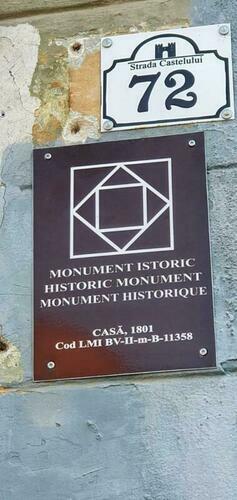 Strada Castelului
72
MONUMENT ISTORIC
HISTORIC MONUMENT
MONUMENT HISTORIQUE
CASĂ, 1801
Cod LMI BV-II-m-B-11358